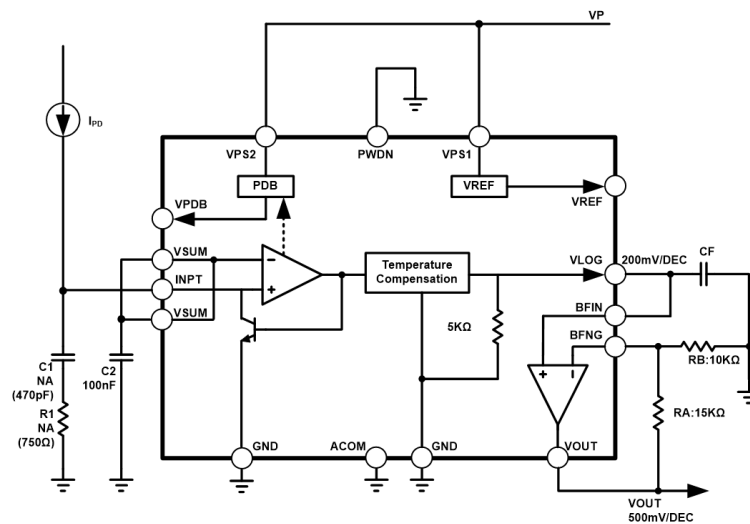 VP
IPD
VPS2
PWDN
VPS1
PDB
VREF
VPDB
VREF
VSUM
INPT
VSUM
Temperature
Compensation
VLOG
200mV/DEC
CF
BFIN
5KΩ
BFNG
RB:10KΩ
C1
NA
(470pF)
C2
100nF
R1
NA
(750Ω)
RA:15KΩ
GND
ACOM
GND
VOUT
VOUT
500mV/DEC